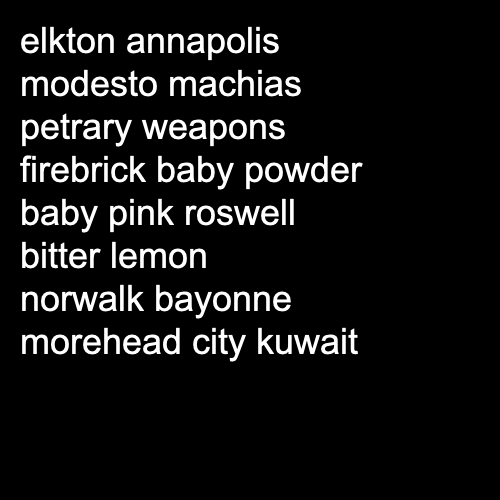 elkton annapolis
modesto machias
petrary weapons
firebrick baby powder
baby pink roswell
bitter lemon
norwalk bayonne
morehead city kuwait